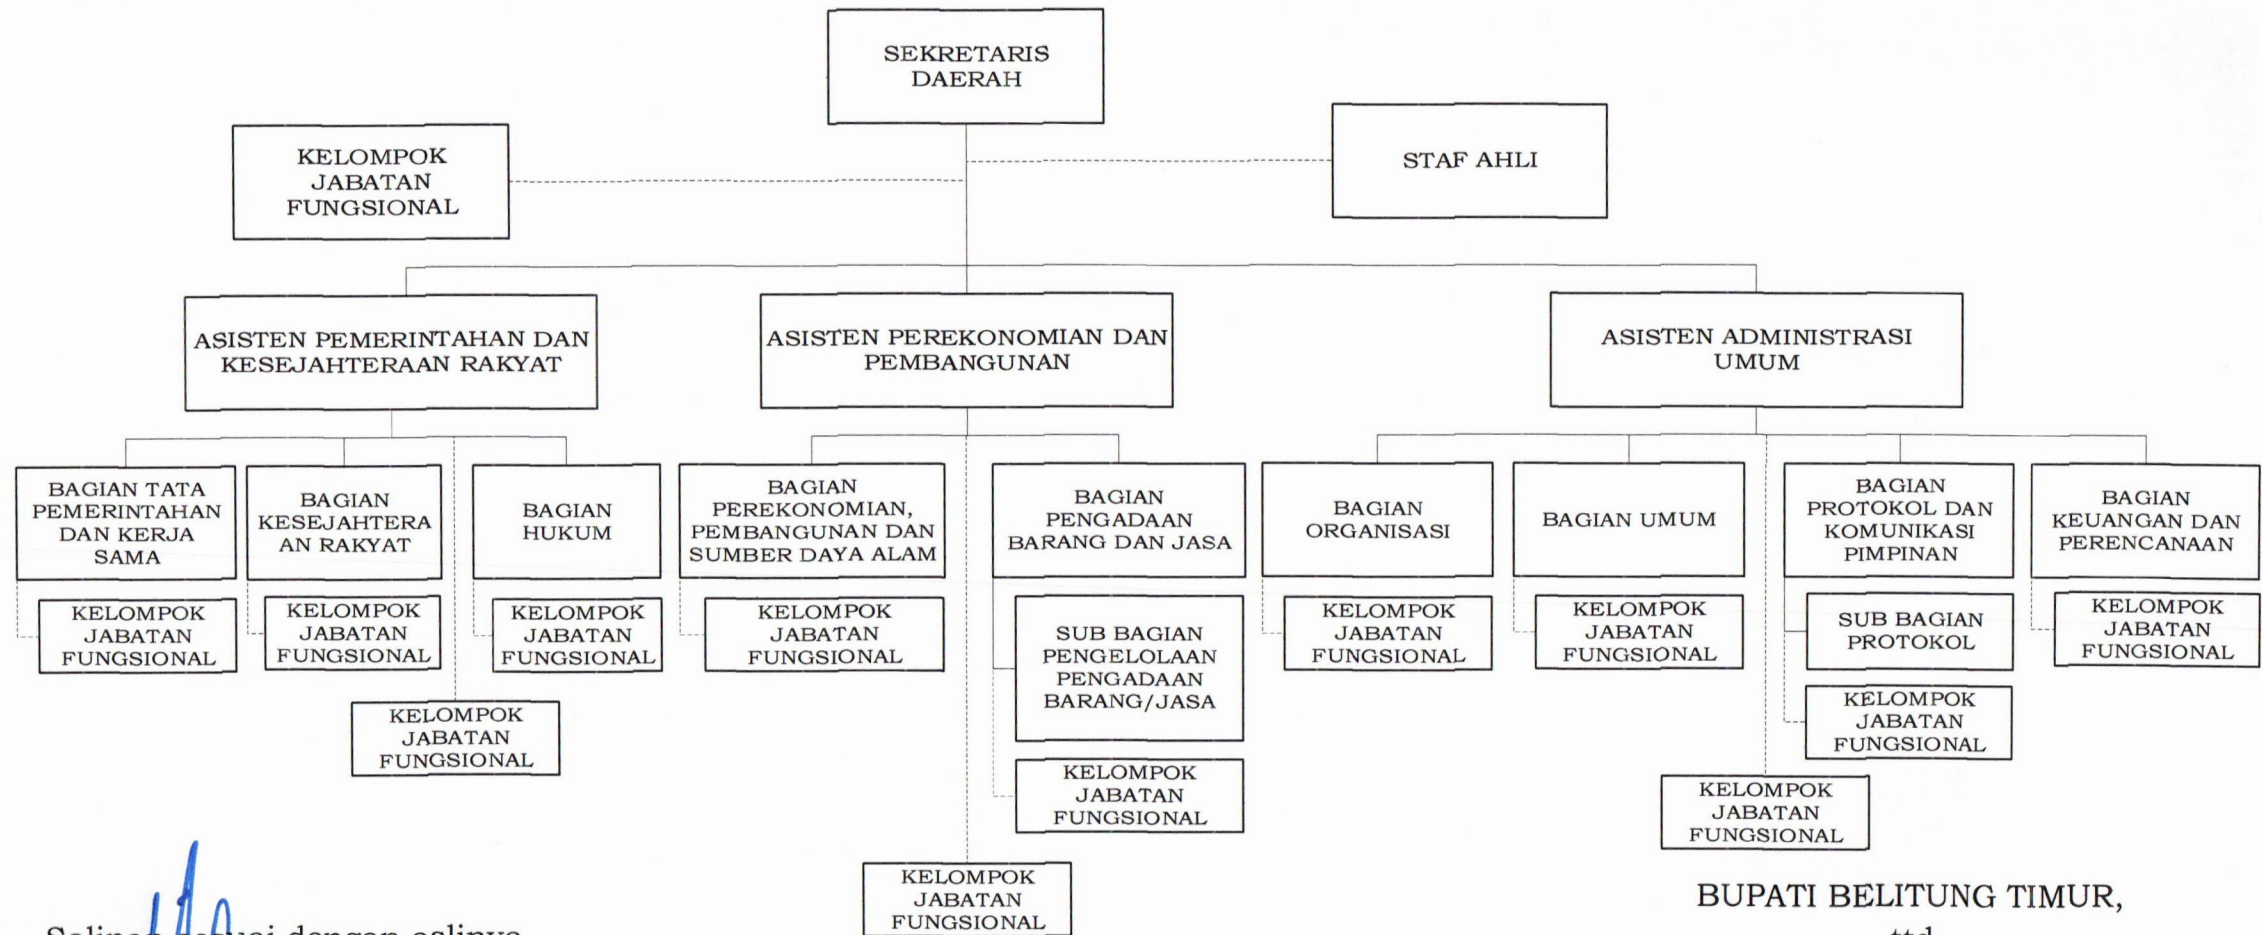 SEKRETARIS
DAERAH
KELOMPOK
JABATAN
FUNGSIONAL
STAF AHLI
ASISTEN PEMERINTAHAN DAN
KESEJAHTERAAN RAKYAT
ASISTEN PEREKONOMIAN DAN
PEMBANGUNAN
ASISTEN ADMINISTRASI
UMUM
BAGIAN TATA
PEMERINTAHAN
DAN KERJA
SAMA
BAGIAN
KESEJAHTERA
AN RAKYAT
BAGIAN
HUKUM
BAGIAN
PEREKONOMIAN,
PEMBANGUNAN DAN
SUMBER DAYA ALAM
BAGIAN
PENGADAAN
BARANG DAN JASA
BAGIAN
ORGANISASI
BAGIAN UMUM
BAGIAN
PROTOKOL DAN
KOMUNIKASI
PIMPINAN
BAGIAN
KEUANGAN DAN
PERENCANAAN
KELOMPOK
JABATAN
FUNGSIONAL
KELOMPOK
JABATAN
FUNGSIONAL
KELOMPOK
JABATAN
FUNGSIONAL
KELOMPOK
JABATAN
FUNGSIONAL
SUB BAGIAN
PENGELOLAAN
PENGADAAN
BARANG/JASA
KELOMPOK
JABATAN
FUNGSIONAL
KELOMPOK
JABATAN
FUNGSIONAL
SUB BAGIAN
PROTOKOL
KELOMPOK
JABATAN
FUNGSIONAL
KELOMPOK
JABATAN
FUNGSIONAL
KELOMPOK
JABATAN
FUNGSIONAL
KELOMPOK
JABATAN
FUNGSIONAL
KELOMPOK
JABATAN
FUNGSIONAL
KELOMPOK
JABATAN
FUNGSIONAL
BUPATI BELITUNG TIMUR,
dengan aslinya
ttd